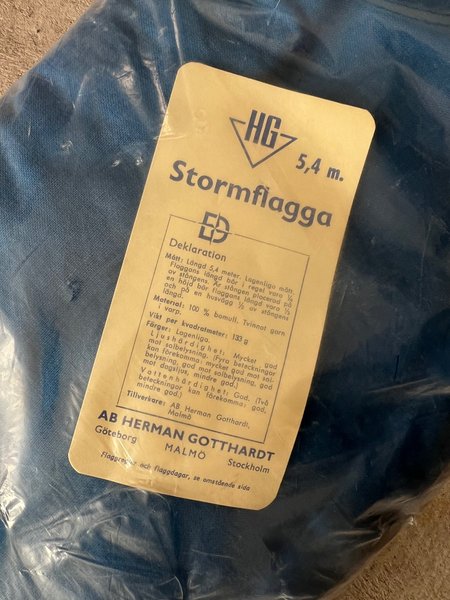 HG
5,4 m.
Stormflagga
ED
Deklaration
Mått: Längd 5,4 meter. Lagenliga mått
Flaggans längd bör i regel vara ¼
av stångens. Är stången placerad på
en höjd bör flaggans längd vara ⅓
och på en husvägg ½ av stångens
längd.
Material: 100 % bomull. Tvinnat garn
i varp.
Vikt per kvadratmeter: 153 g
Färger: Lagenliga.
Ljushärdighet: Mycket god
mot solbelysning. (Fyra beteckningar
kan förekomma: mycket god mot sol-
belysning, god mot solbelysning, god
mot dagsljus, mindre god.)
Vattenhärdighet: God. (Två
beteckningar kan förekomma: god,
mindre god.)
Tillverkare: AB Herman Gotthardt,
Malmö
AB HERMAN GOTTHARDT
Göteborg MALMÖ Stockholm
Flaggregler och flaggdagar, se omstående sida